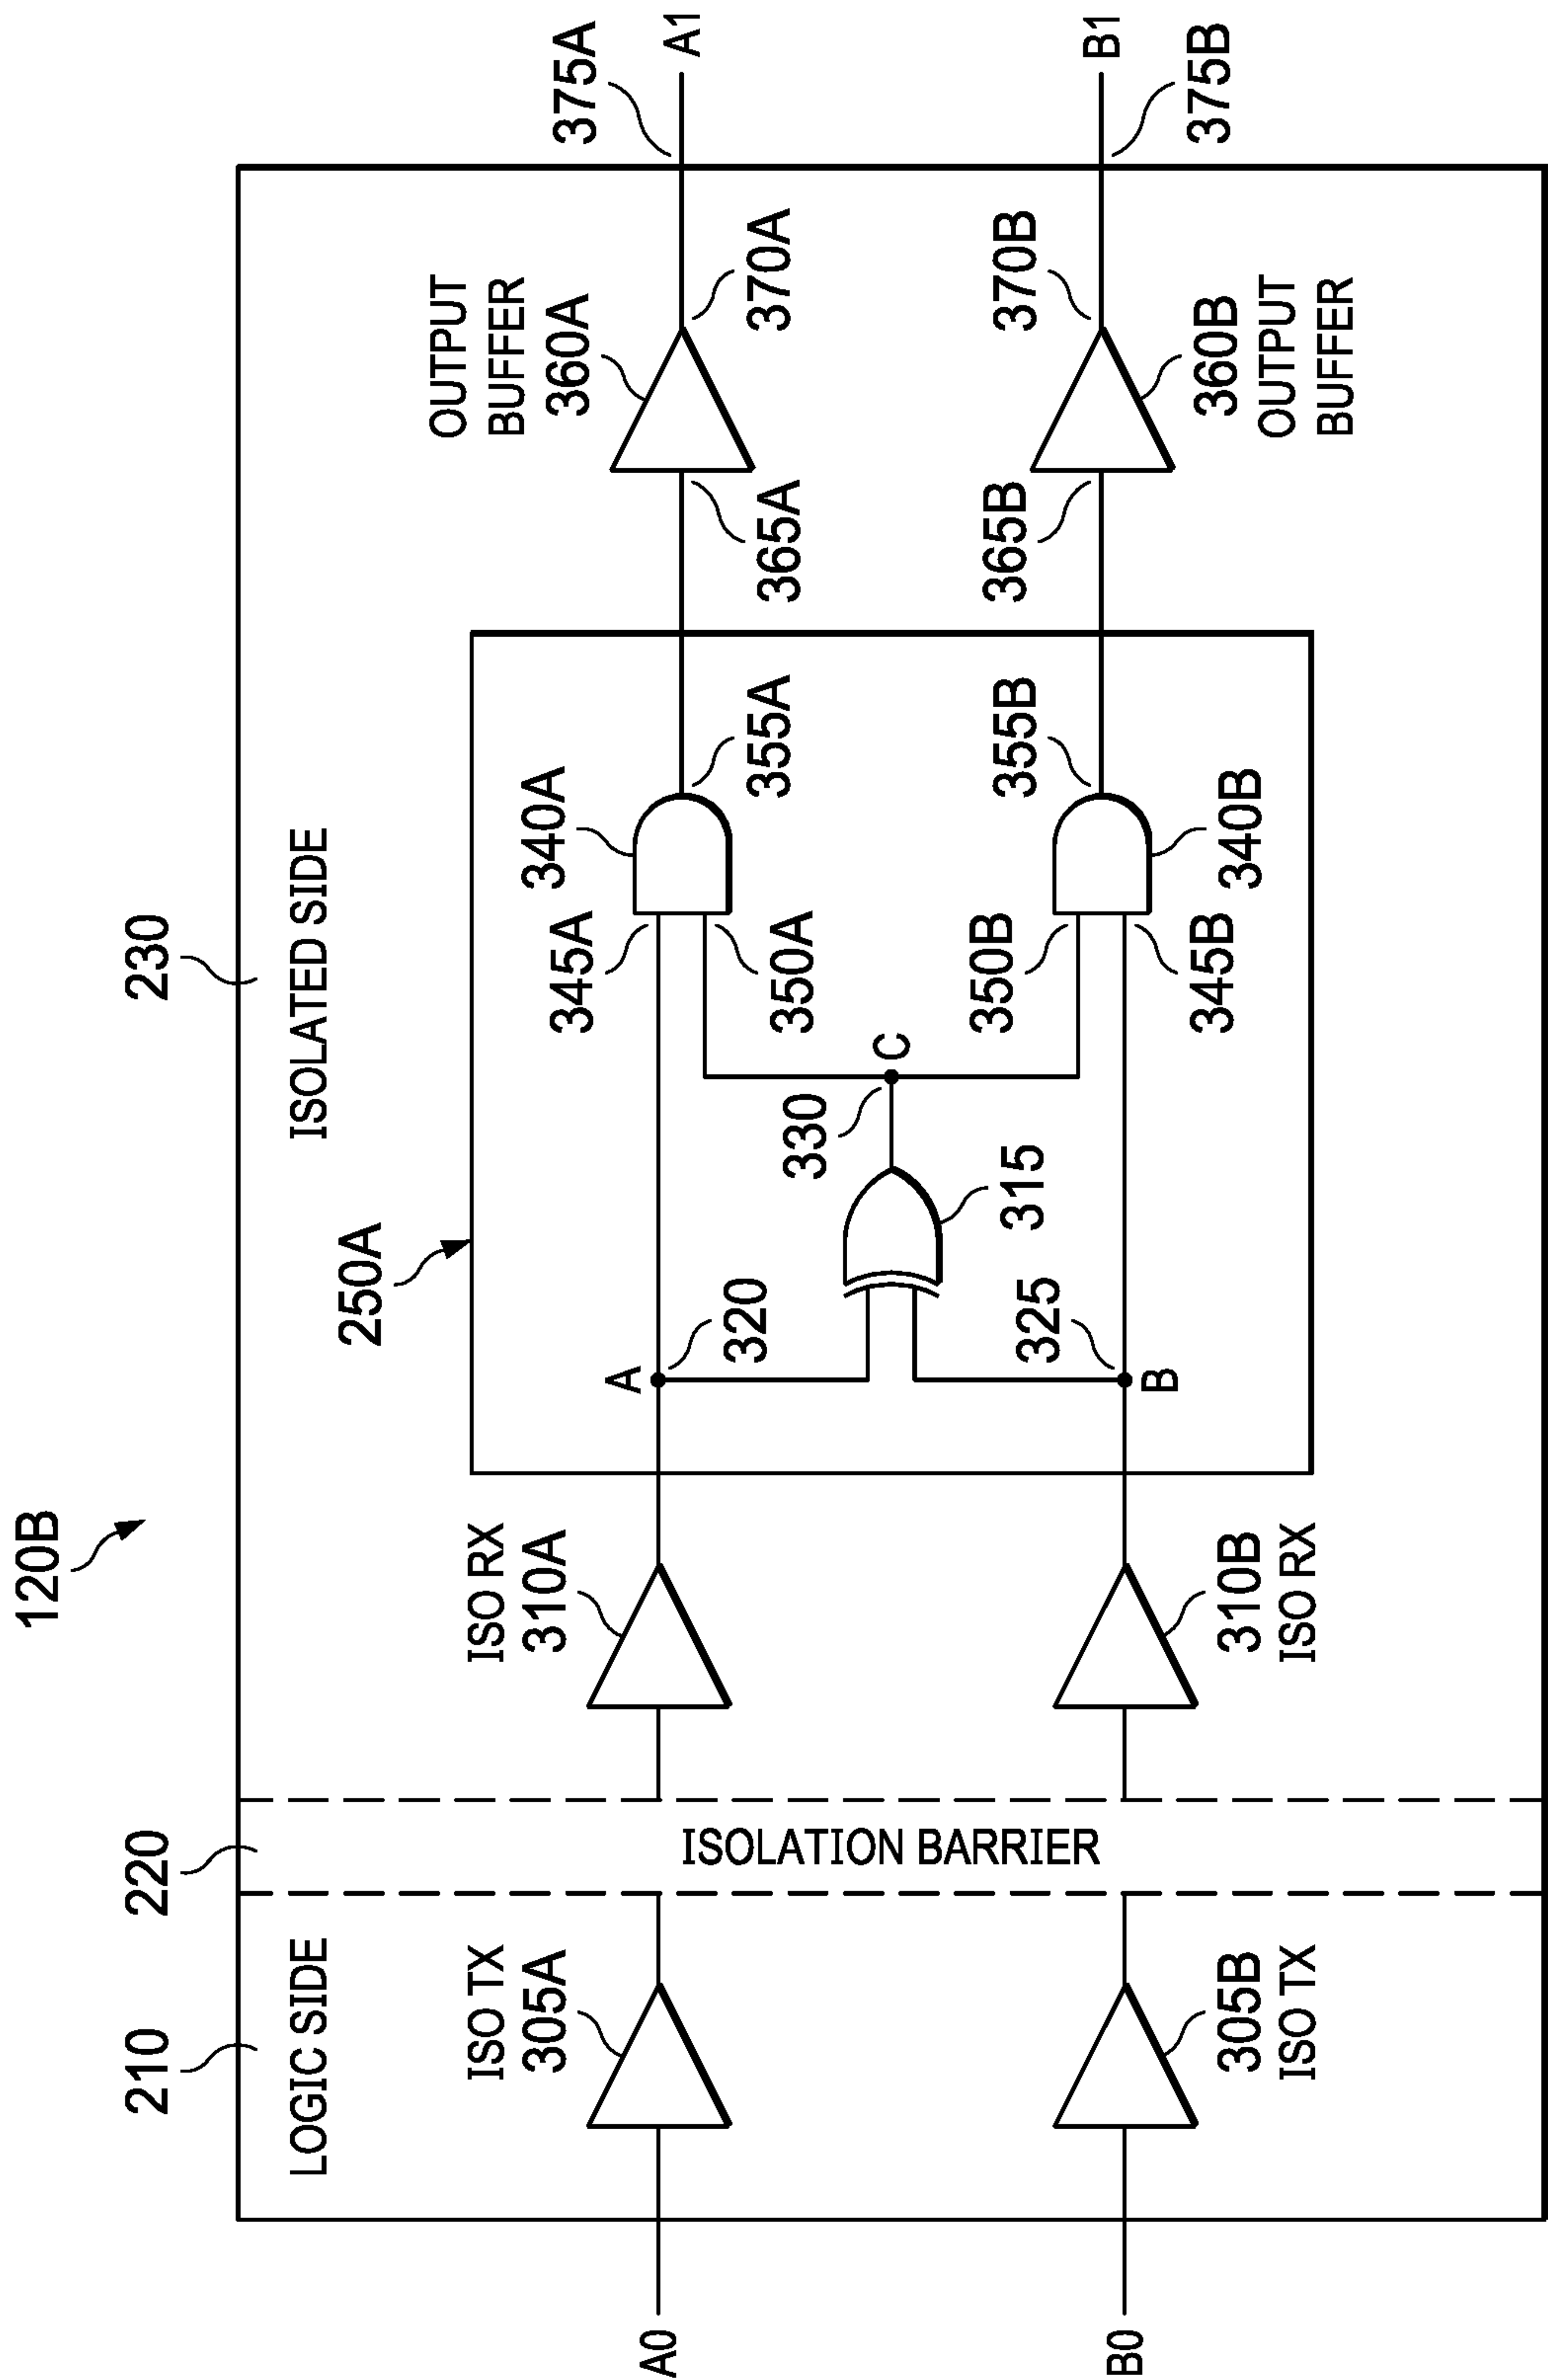 120B
210
220
230
LOGIC SIDE
ISOLATED SIDE
250A
ISO TX
305A
ISO RX
310A
OUTPUT
BUFFER
360A
375A
A0
A
345A
340A
A1
320
350A
355A
365A
370A
ISOLATION BARRIER
330
C
315
325
350B
355B
365B
370B
B0
B
345B
340B
B1
305B
ISO TX
310B
ISO RX
360B
OUTPUT
BUFFER
375B